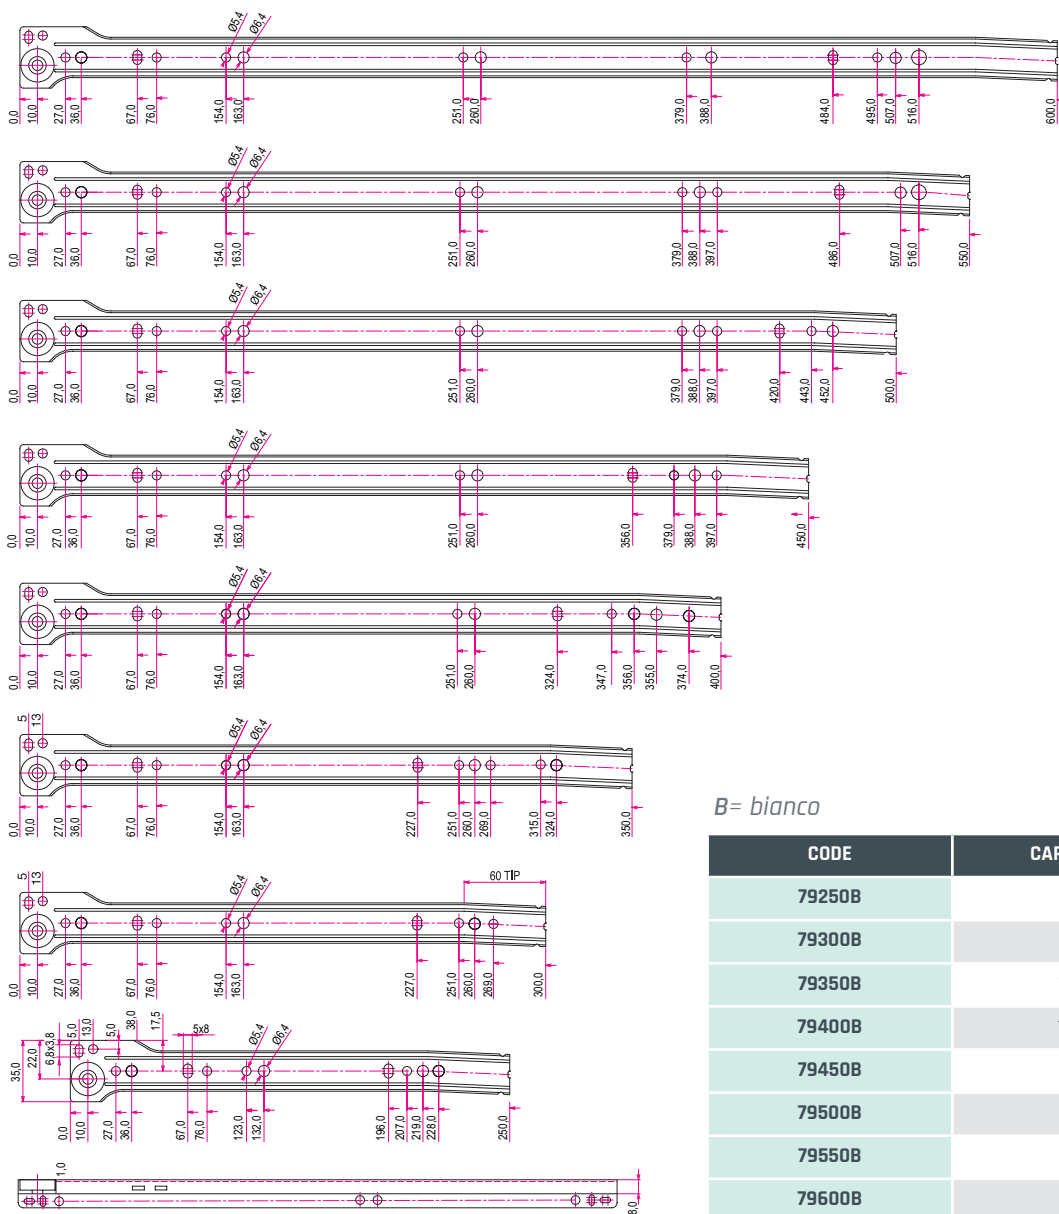 Ø5,4 Ø6,4
0,0 10,0 27,0 36,0 67,0 76,0 154,0 163,0 251,0 260,0 379,0 388,0 484,0 495,0 507,0 516,0 600,0
Ø5,4 Ø6,4
0,0 10,0 27,0 36,0 67,0 76,0 154,0 163,0 251,0 260,0 379,0 388,0 397,0 486,0 507,0 516,0 550,0
Ø5,4 Ø6,4
0,0 10,0 27,0 36,0 67,0 76,0 154,0 163,0 251,0 260,0 379,0 388,0 397,0 420,0 443,0 452,0 500,0
Ø5,4 Ø6,4
0,0 10,0 27,0 36,0 67,0 76,0 154,0 163,0 251,0 260,0 356,0 379,0 388,0 397,0 450,0
Ø5,4 Ø6,4
0,0 10,0 27,0 36,0 67,0 76,0 154,0 163,0 251,0 260,0 324,0 347,0 356,0 355,0 374,0 400,0
5 13 Ø5,4 Ø6,4
0,0 10,0 27,0 36,0 67,0 76,0 154,0 163,0 227,0 251,0 260,0 269,0 315,0 324,0 350,0
5 13 Ø5,4 Ø6,4 60 TIP
0,0 10,0 27,0 36,0 67,0 76,0 154,0 163,0 227,0 251,0 260,0 269,0 300,0
35,0 22,0 6,8x3,8 5,0 13,0 5,0 38,0 17,5 5x8 Ø5,4 Ø6,4
0,0 10,0 27,0 36,0 67,0 76,0 123,0 132,0 196,0 207,0 219,0 228,0 250,0
1,0 8,0
B= bianco
CODE
79250B
79300B
79350B
79400B
79450B
79500B
79550B
79600B